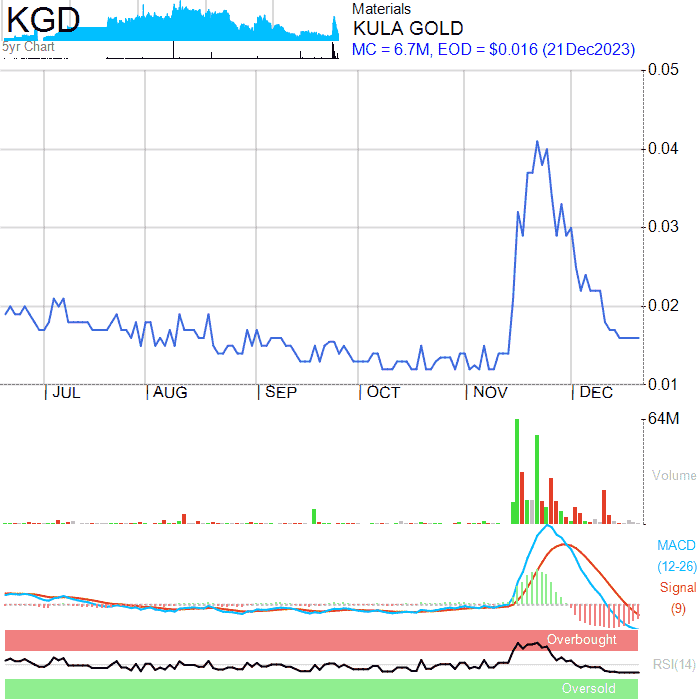 KGD
5yr Chart
Materials
KULA GOLD
MC = 6.7M, EOD = $0.016 (21Dec2023)
0.05
0.04
0.03
0.02
0.01
JUL AUG SEP OCT NOV DEC
64M
Volume
MACD
(12-26)
Signal
(9)
Overbought
RSI(14)
Oversold